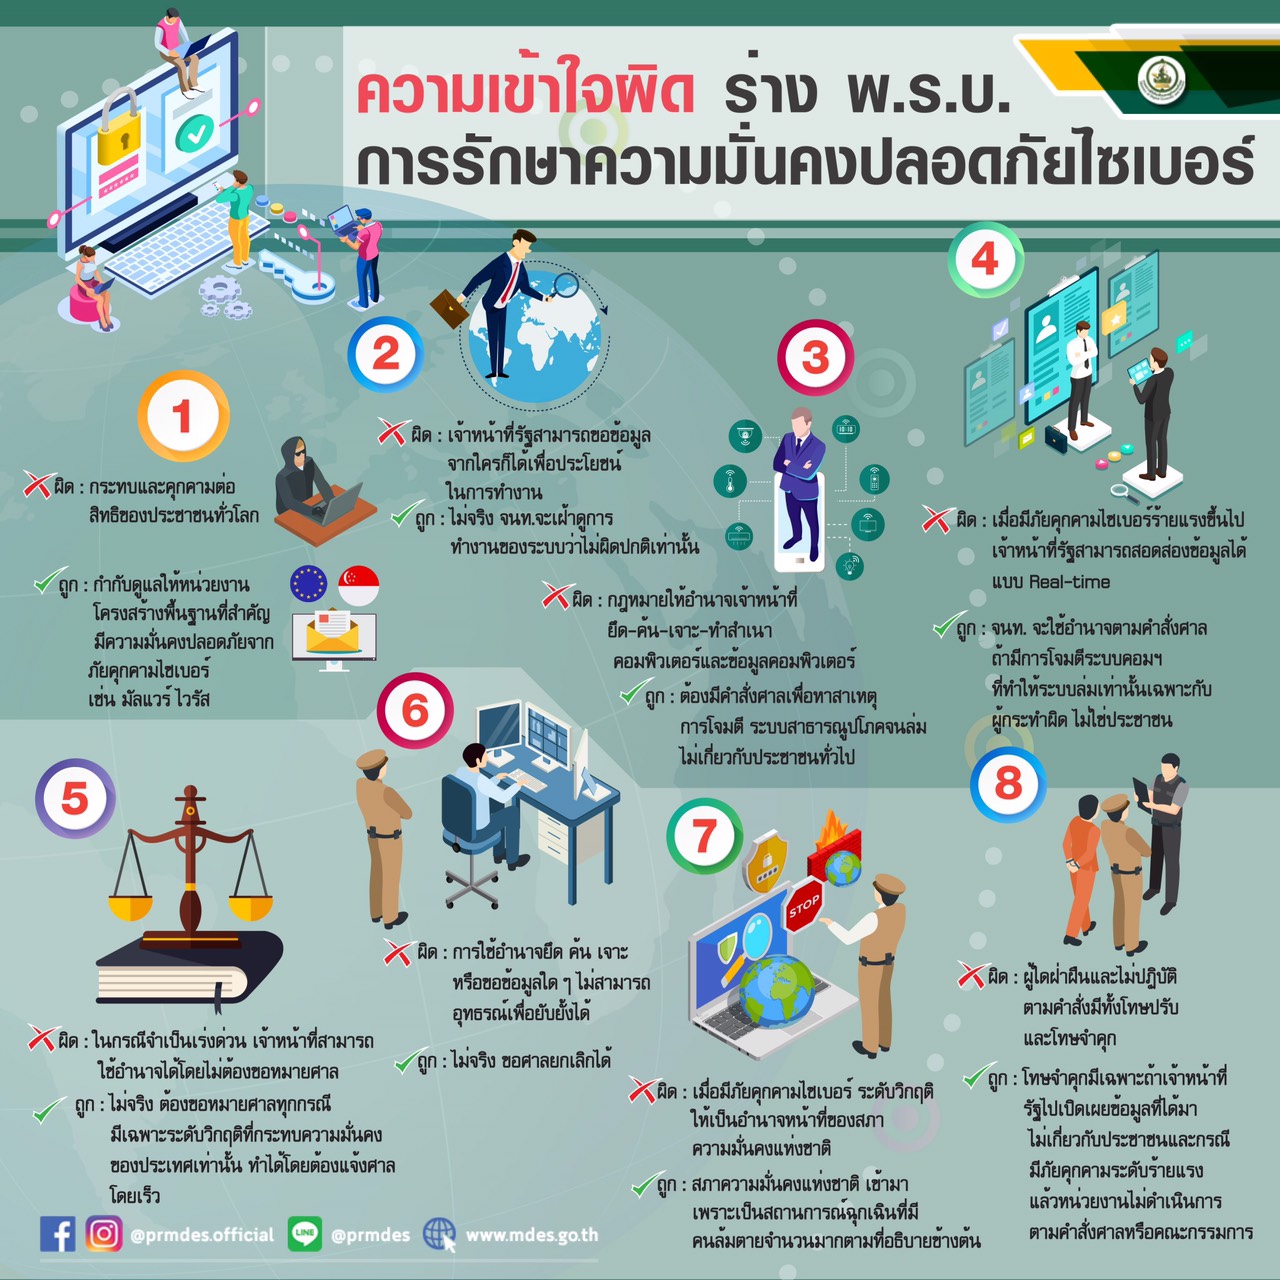 ความเข้าใจผิด ร่าง พ.ร.บ.
การรักษาความมั่นคงปลอดภัยไซเบอร์
1
ผิด : กระทบและคุกคามต่อ
สิทธิของประชาชนทั่วโลก
ถูก : กำกับดูแลให้หน่วยงาน
โครงสร้างพื้นฐานที่สำคัญ
มีความมั่นคงปลอดภัยจาก
ภัยคุกคามไซเบอร์
เช่น มัลแวร์ ไวรัส
2
ผิด : เจ้าหน้าที่รัฐสามารถขอข้อมูล
จากใครก็ได้เพื่อประโยชน์
ในการทำงาน
ถูก : ไม่จริง จนท.จะเฝ้าดูการ
ทำงานของระบบว่าไม่ผิดปกติเท่านั้น
3
10:10
ผิด : กฎหมายให้อำนาจเจ้าหน้าที่
ยึด-ค้น-เจาะ-ทำสำเนา
คอมพิวเตอร์และข้อมูลคอมพิวเตอร์
ถูก : ต้องมีคำสั่งศาลเพื่อหาสาเหตุ
การโจมตี ระบบสาธารณูปโภคจนล่ม
ไม่เกี่ยวกับประชาชนทั่วไป
4
ผิด : เมื่อมีภัยคุกคามไซเบอร์ร้ายแรงขึ้นไป
เจ้าหน้าที่รัฐสามารถสอดส่องข้อมูลได้
แบบ Real-time
ถูก : จนท. จะใช้อำนาจตามคำสั่งศาล
ถ้ามีการโจมตีระบบคอมฯ
ที่ทำให้ระบบล่มเท่านั้นเฉพาะกับ
ผู้กระทำผิด ไม่ใช่ประชาชน
5
ผิด : ในกรณีจำเป็นเร่งด่วน เจ้าหน้าที่สามารถ
ใช้อำนาจได้โดยไม่ต้องขอหมายศาล
ถูก : ไม่จริง ต้องขอหมายศาลทุกกรณี
มีเฉพาะระดับวิกฤติที่กระทบความมั่นคง
ของประเทศเท่านั้น ทำได้โดยต้องแจ้งศาล
โดยเร็ว
6
ผิด : การใช้อำนาจยึด ค้น เจาะ
หรือขอข้อมูลใด ๆ ไม่สามารถ
อุทธรณ์เพื่อยับยั้งได้
ถูก : ไม่จริง ขอศาลยกเลิกได้
7
STOP
ผิด : เมื่อมีภัยคุกคามไซเบอร์ ระดับวิกฤติ
ให้เป็นอำนาจหน้าที่ของสภา
ความมั่นคงแห่งชาติ
ถูก : สภาความมั่นคงแห่งชาติ เข้ามา
เพราะเป็นสถานการณ์ฉุกเฉินที่มี
คนล้มตายจำนวนมากตามที่อธิบายข้างต้น
8
ผิด : ผู้ใดฝ่าฝืนและไม่ปฎิบัติ
ตามคำสั่งมีทั้งโทษปรับ
และโทษจำคุก
ถูก : โทษจำคุกมีเฉพาะถ้าเจ้าหน้าที่
รัฐไปเปิดเผยข้อมูลที่ได้มา
ไม่เกี่ยวกับประชาชนและกรณี
มีภัยคุกคามระดับร้ายแรง
แล้วหน่วยงานไม่ดำเนินการ
ตามคำสั่งศาลหรือคณะกรรมการ
@prmdes.official LINE @prmdes www.mdes.go.th